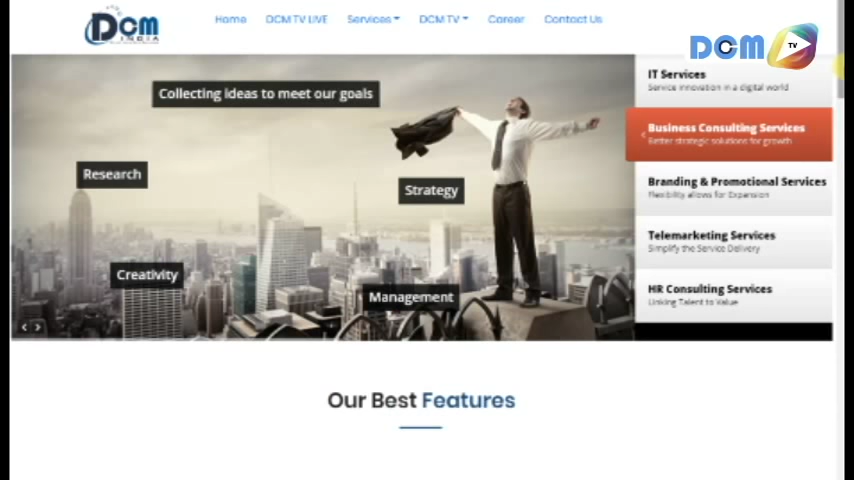 DCM
INDIA
Home DCM TV LIVE Services DCM TV Career Contact Us
DCM TV
Collecting ideas to meet our goals
Research
Strategy
Creativity
Management
IT Services
Service innovation in a digital world
Business Consulting Services
Better strategic solutions for growth
Branding & Promotional Services
Flexibility allows for Expansion
Telemarketing Services
Simplify the Service Delivery
HR Consulting Services
Linking Talent to Value
Our Best Features